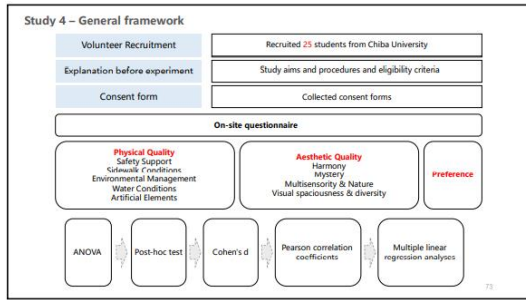 Study 4 – General framework
Volunteer Recruitment
Recruited 25 students from Chiba University
Explanation before experiment
Study aims and procedures and eligibility criteria
Consent form
Collected consent forms
On-site questionnaire
Physical Quality
Safety Support
Sidewalk Conditions
Environmental Management
Water Conditions
Artificial Elements
Aesthetic Quality
Harmony
Mystery
Multisensority & Nature
Visual spaciousness & diversity
Preference
ANOVA
Post-hoc test
Cohen's d
Pearson correlation
coefficients
Multiple linear
regression analyses